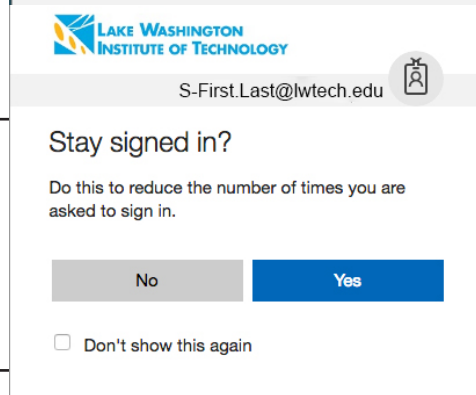 LAKE WASHINGTON
INSTITUTE OF TECHNOLOGY
S-First.Last@lwtech.edu
Stay signed in?
Do this to reduce the number of times you are
asked to sign in.
No Yes
Don't show this again